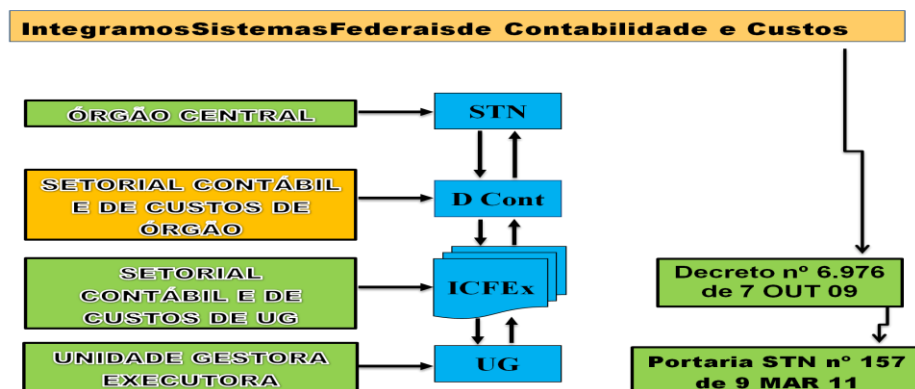 IntegramosSistemasFederaisde Contabilidade e Custos
ÓRGÃO CENTRAL
STN
SETORIAL CONTÁBIL
E DE CUSTOS DE
ÓRGÃO
D Cont
SETORIAL
CONTÁBIL E DE
CUSTOS DE UG
ICFEx
Decreto nº 6.976
de 7 OUT 09
UNIDADE GESTORA
EXECUTORA
UG
Portaria STN nº 157
de 9 MAR 11